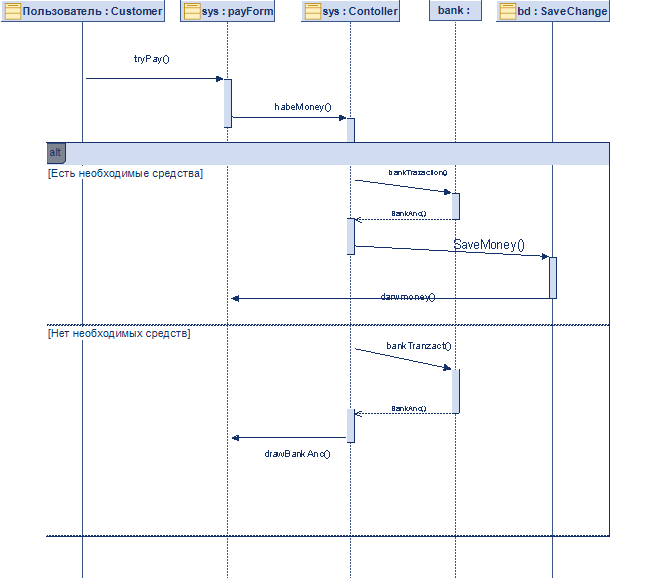 Пользователь : Customer
sys : payForm
sys : Contoller
bank :
bd : SaveChange
tryPay()
habeMoney()
alt
[Есть необходимые средства]
bankTrazaction()
BankAnc()
SaveMoney()
darwmoney()
[Нет необходимых средств]
bankTranzact()
BankAnc()
drawBankAnc()